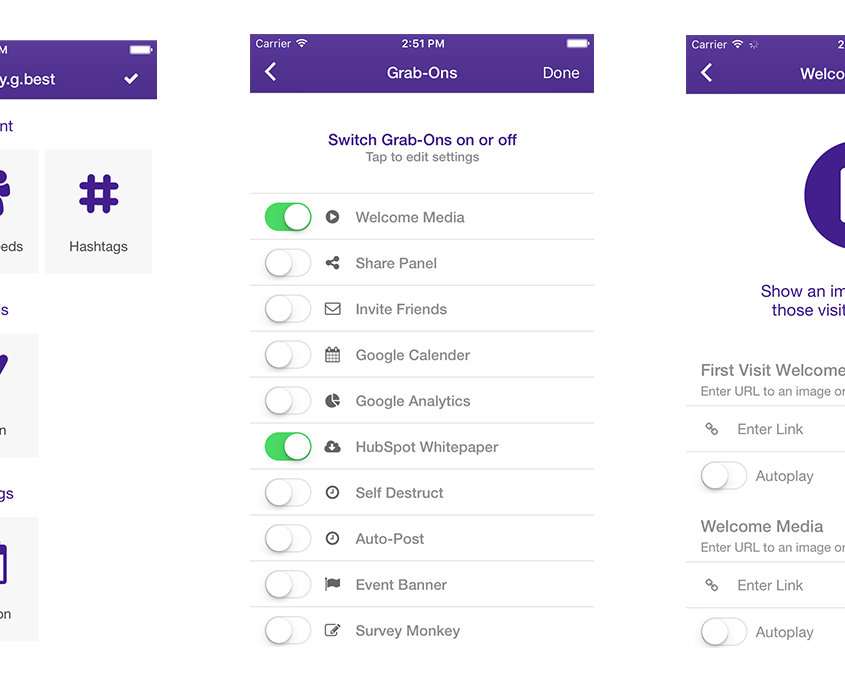 M
y.g.best
nt
eds
Hashtags
s
n
gs
on
Carrier 2:51 PM
Grab-Ons Done
Switch Grab-Ons on or off
Tap to edit settings
Welcome Media
Share Panel
Invite Friends
Google Calender
Google Analytics
HubSpot Whitepaper
Self Destruct
Auto-Post
Event Banner
Survey Monkey
Carrier 2
Welco
Show an im
those visit
First Visit Welcome
Enter URL to an image or
Enter Link
Autoplay
Welcome Media
Enter URL to an image or
Enter Link
Autoplay